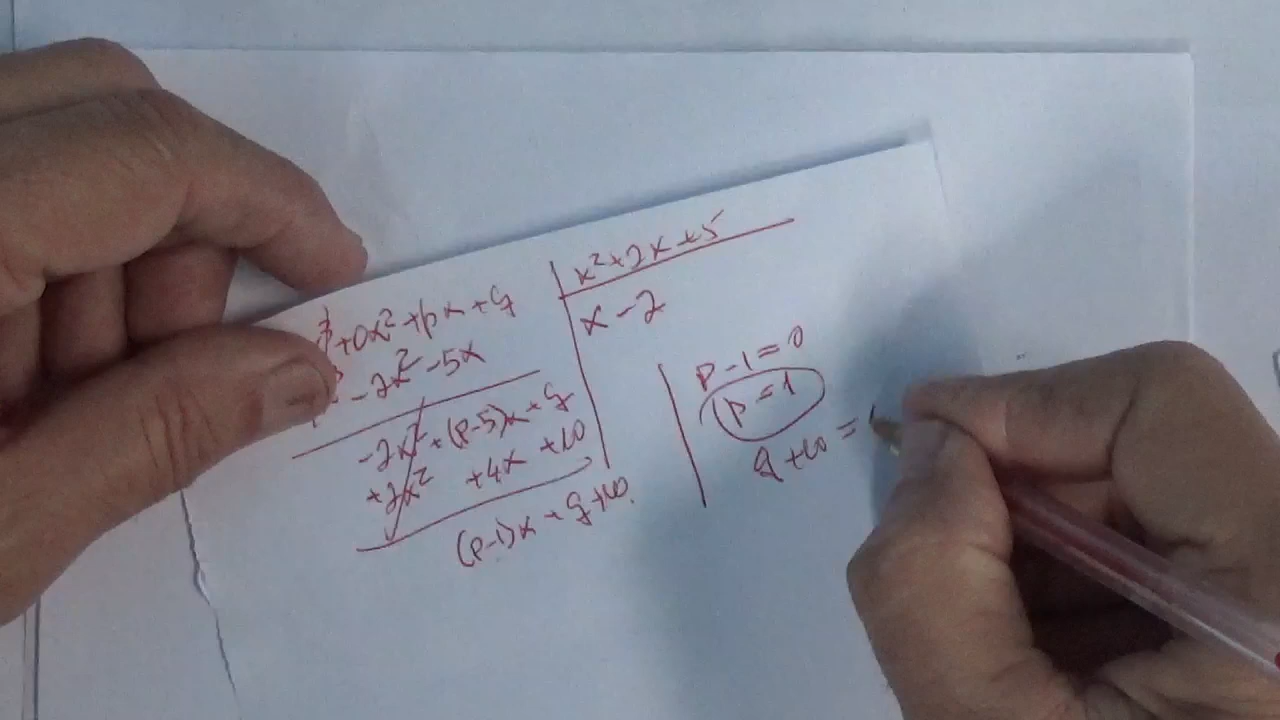 +0x²+px+q
x²+2x+5
-2x²-5x
x-2
-2x²+(p-5)x+q
+2x² +4x +10
(p-1)x+q+10
p-1=0
p=1
q+10=